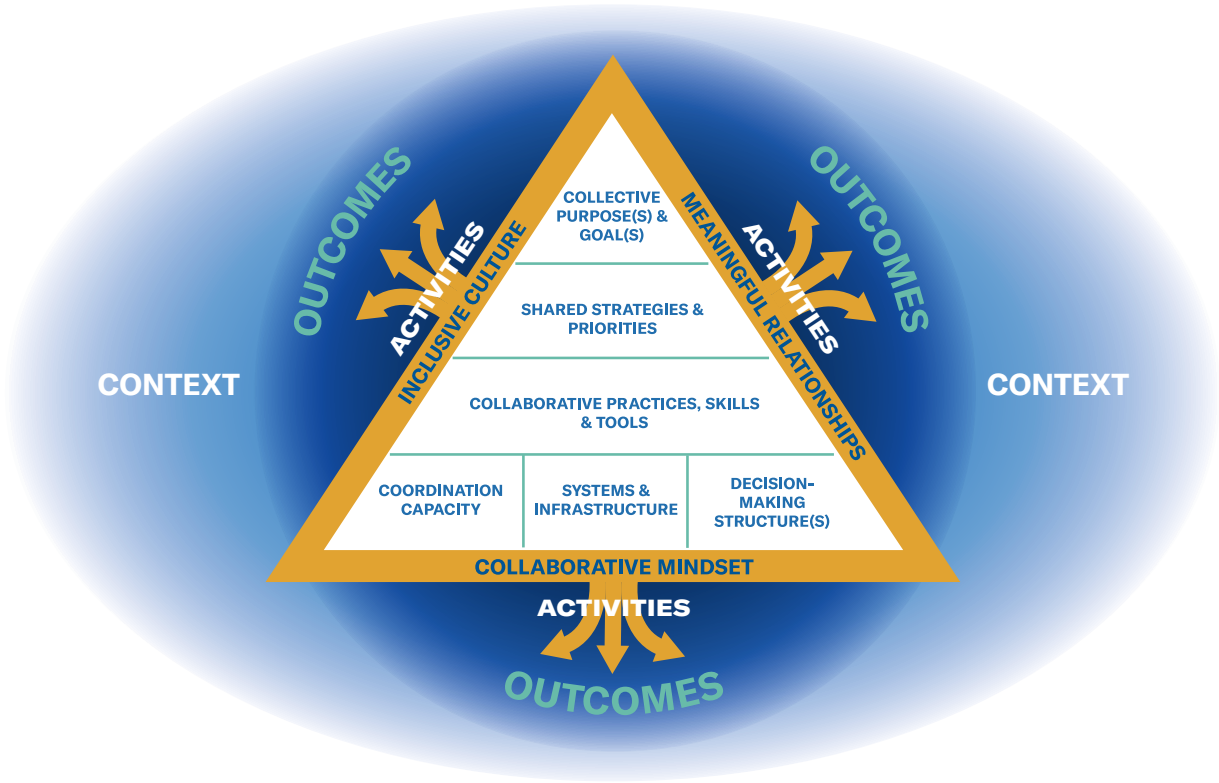 OUTCOMES
ACTIVITIES
INCLUSIVE CULTURE
COLLECTIVE
PURPOSE(S) &
GOAL(S)
MEANINGFUL RELATIONSHIPS
ACTIVITIES
OUTCOMES
SHARED STRATEGIES &
PRIORITIES
CONTEXT
CONTEXT
COLLABORATIVE PRACTICES, SKILLS
& TOOLS
COORDINATION
CAPACITY
SYSTEMS &
INFRASTRUCTURE
DECISION-
MAKING
STRUCTURE(S)
COLLABORATIVE MINDSET
ACTIVITIES
OUTCOMES